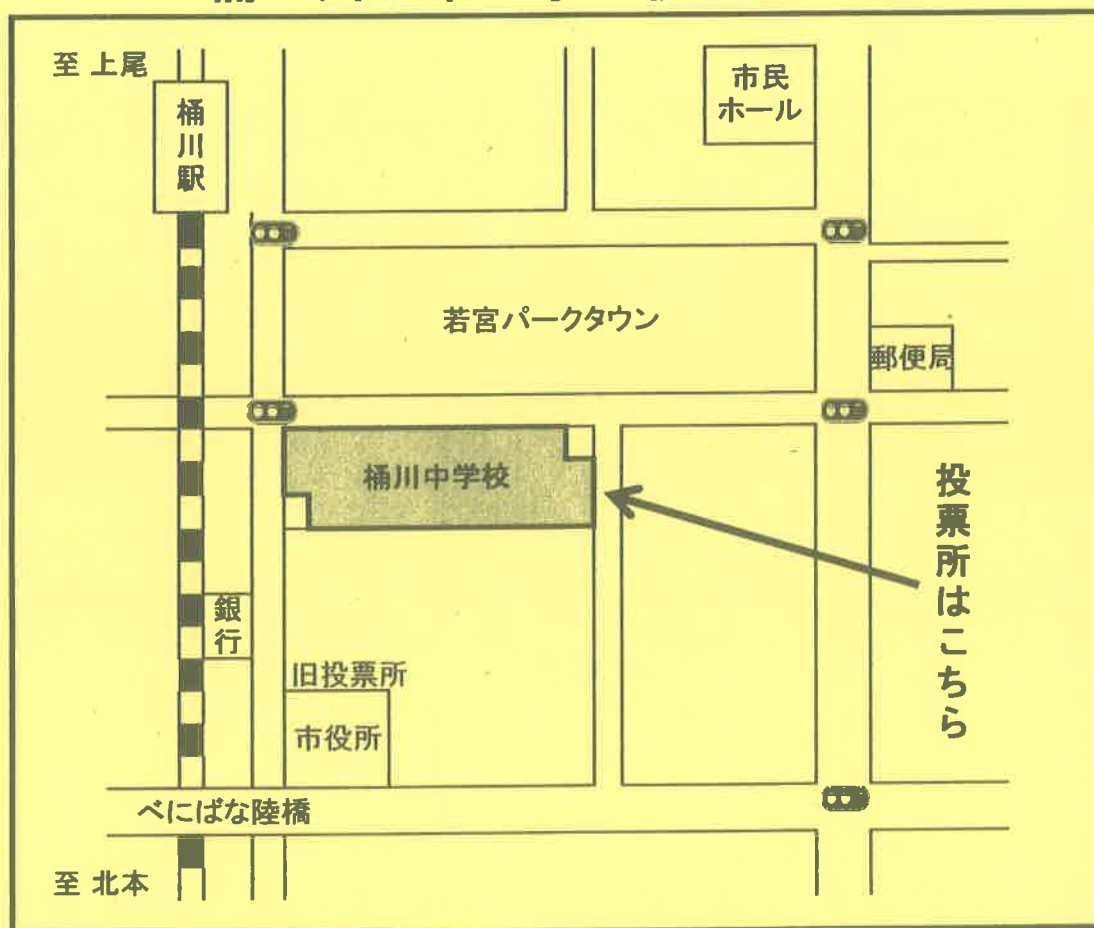 至 上尾
桶川駅
市民
ホール
若宮パークタウン
郵便局
桶川中学校
投票所はこちら
銀行
旧投票所
市役所
べにばな陸橋
至 北本